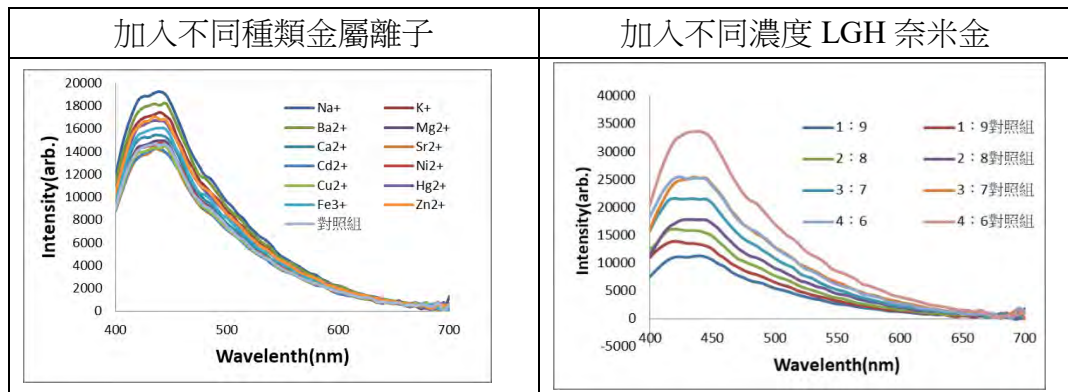 加入不同種類金屬離子
加入不同濃度 LGH 奈米金
20000
18000
16000
14000
12000
10000
8000
6000
4000
2000
0
Intensity(arb.)
Na+ K+
Ba2+ Mg2+
Ca2+ Sr2+
Cd2+ Ni2+
Cu2+ Hg2+
Fe3+ Zn2+
對照組
400 500 600 700
Wavelenth(nm)
40000
35000
30000
25000
20000
15000
10000
5000
0
-5000
Intensity(arb.)
1:9 1:9對照組
2:8 2:8對照組
3:7 3:7對照組
4:6 4:6對照組
400 450 500 550 600 650 700
Wavelenth(nm)